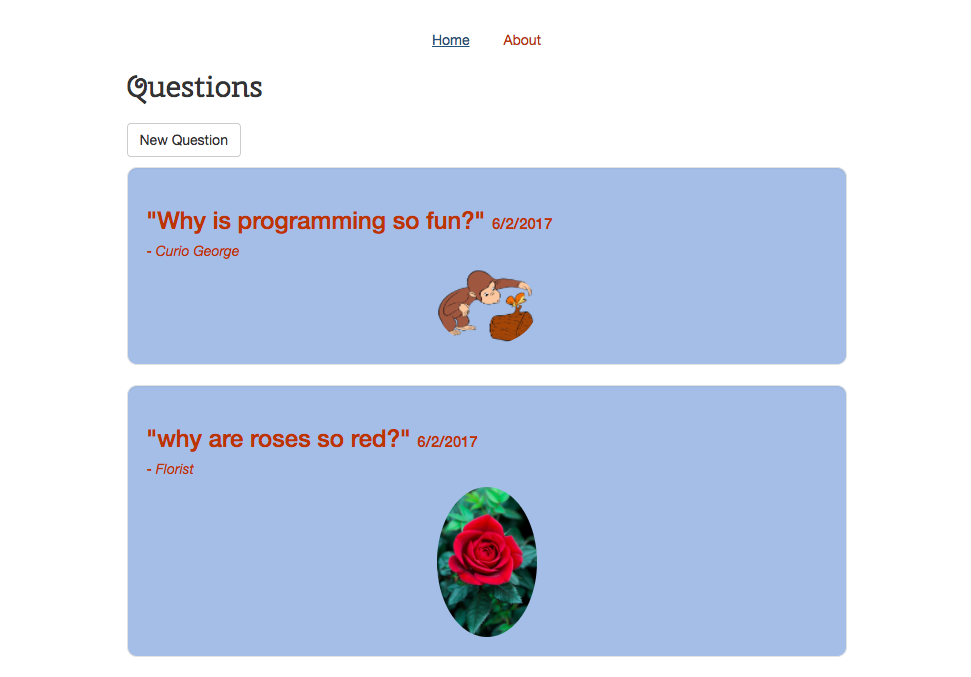 Home About
Questions
New Question
"Why is programming so fun?" 6/2/2017
- Curio George
"why are roses so red?" 6/2/2017
- Florist